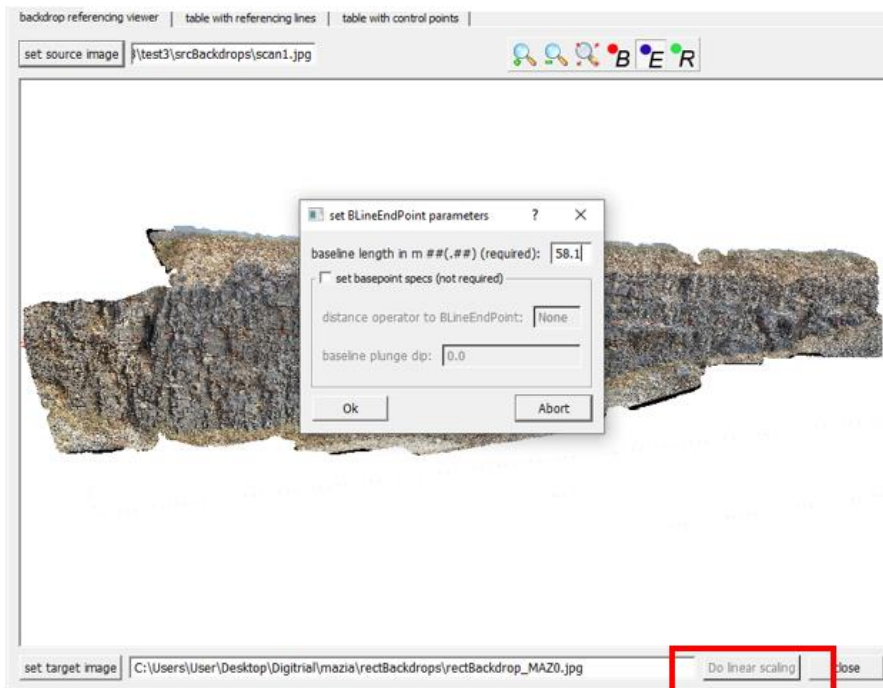 backdrop referencing viewer | table with referencing lines | table with control points |
set source image \test3\srcBackdrops\scan1.jpg B E R
set BLineEndPoint parameters ? ×
baseline length in m ##(.##) (required): 58.1
set basepoint specs (not required)
distance operator to BLineEndPoint: None
baseline plunge dip: 0.0
Ok Abort
set target image C:\Users\User\Desktop\Digitrial\mazia\rectBackdrops\rectBackdrop_MAZ0.jpg Do linear scaling close